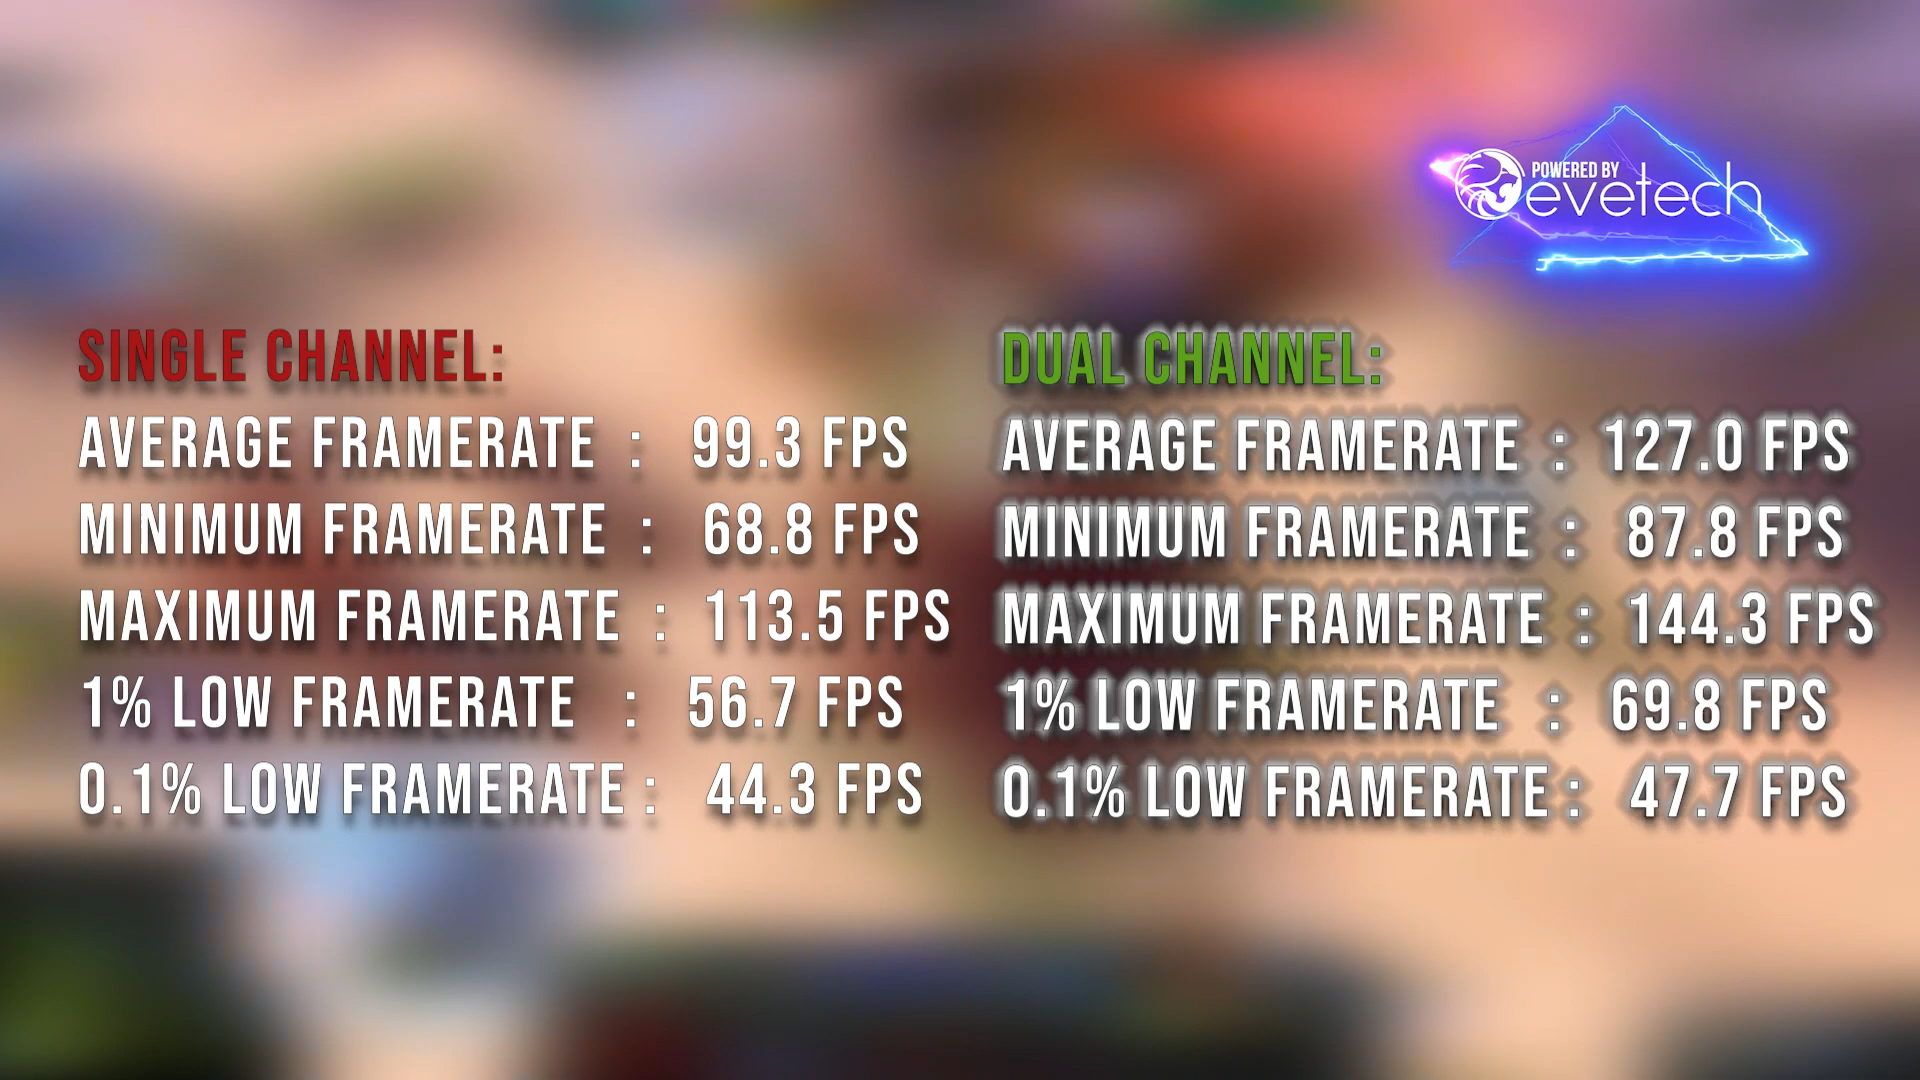 POWERED BY
evetech
SINGLE CHANNEL:
AVERAGE FRAMERATE : 99.3 FPS
MINIMUM FRAMERATE : 68.8 FPS
MAXIMUM FRAMERATE : 113.5 FPS
1% LOW FRAMERATE : 56.7 FPS
0.1% LOW FRAMERATE : 44.3 FPS
DUAL CHANNEL:
AVERAGE FRAMERATE : 127.0 FPS
MINIMUM FRAMERATE : 87.8 FPS
MAXIMUM FRAMERATE : 144.3 FPS
1% LOW FRAMERATE : 69.8 FPS
0.1% LOW FRAMERATE : 47.7 FPS